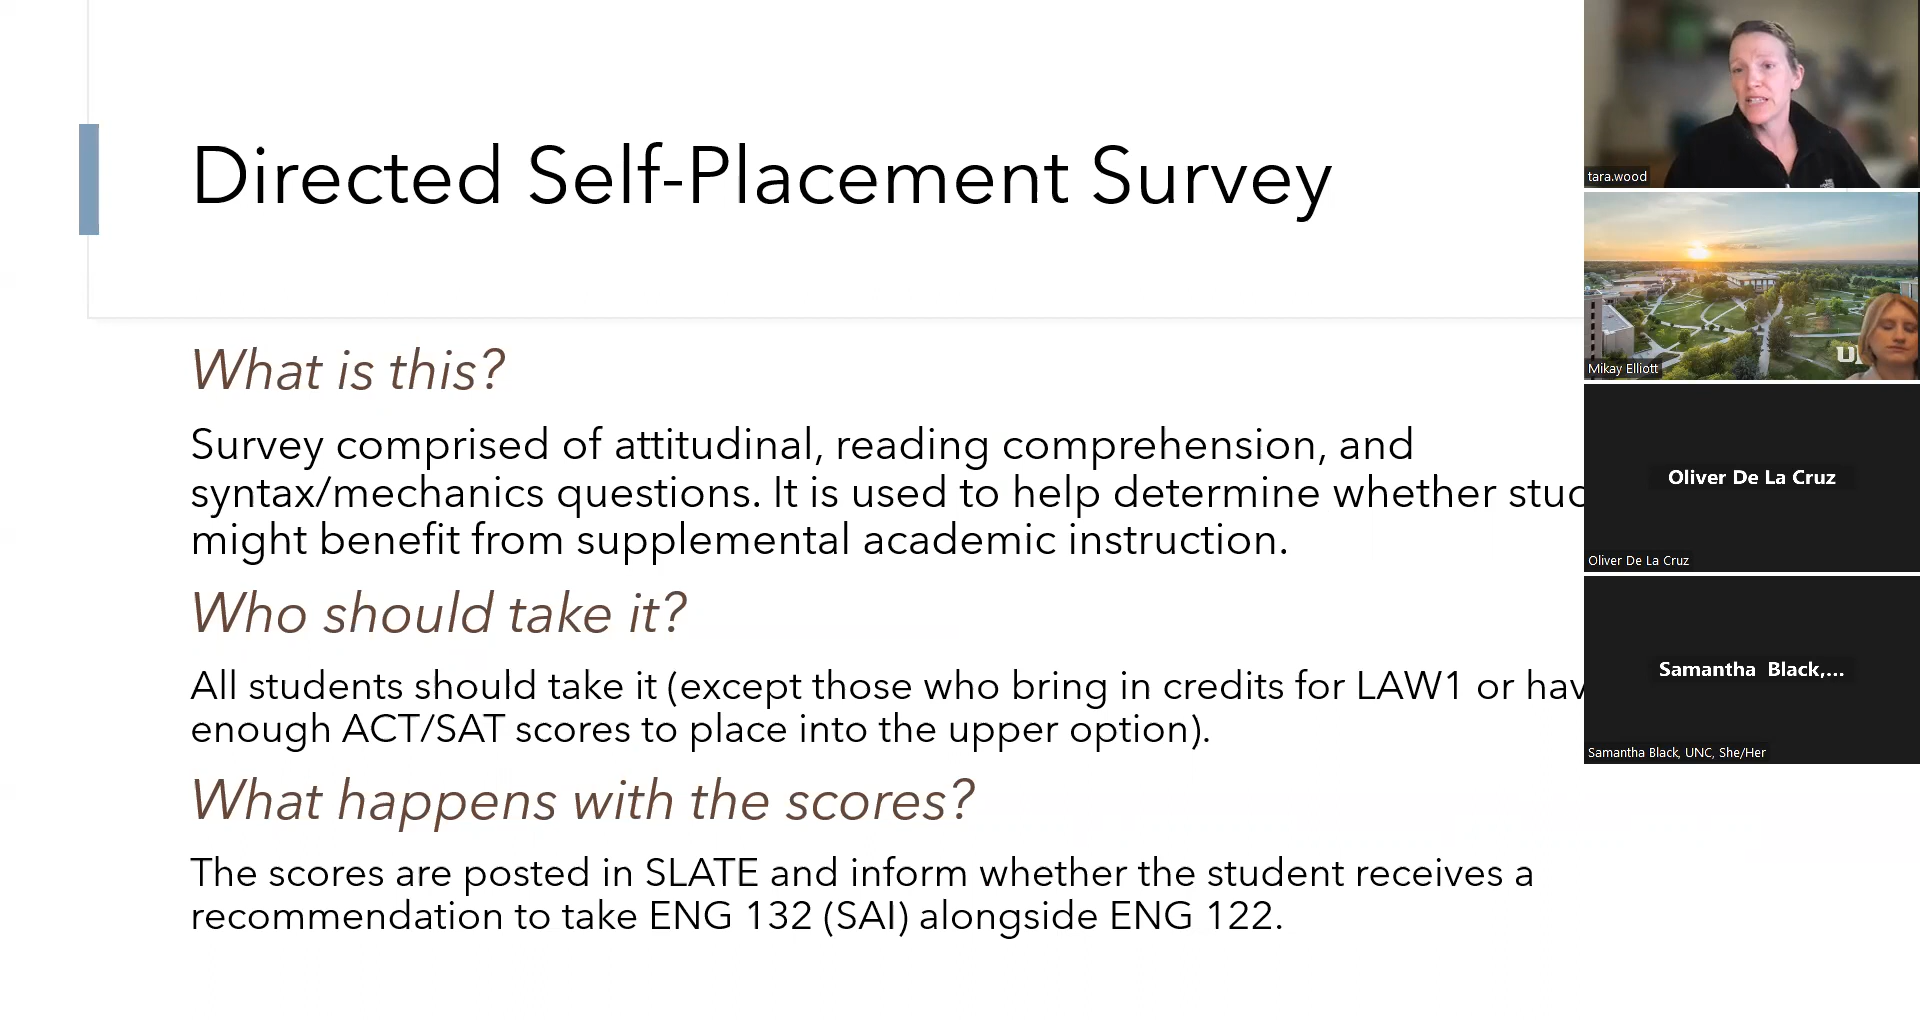 Directed Self-Placement Survey
What is this?
Survey comprised of attitudinal, reading comprehension, and
syntax/mechanics questions. It is used to help determine whether
might benefit from supplemental academic instruction.
Who should take it?
All students should take it (except those who bring in credits for LAW1 or
enough ACT/SAT scores to place into the upper option).
What happens with the scores?
The scores are posted in SLATE and inform whether the student receives a
recommendation to take ENG 132 (SAI) alongside ENG 122.
tara.wood
Mikay Elliott
Oliver De La Cruz
Oliver De La Cruz
Samantha Black,...
Samantha Black, UNC, She/Her